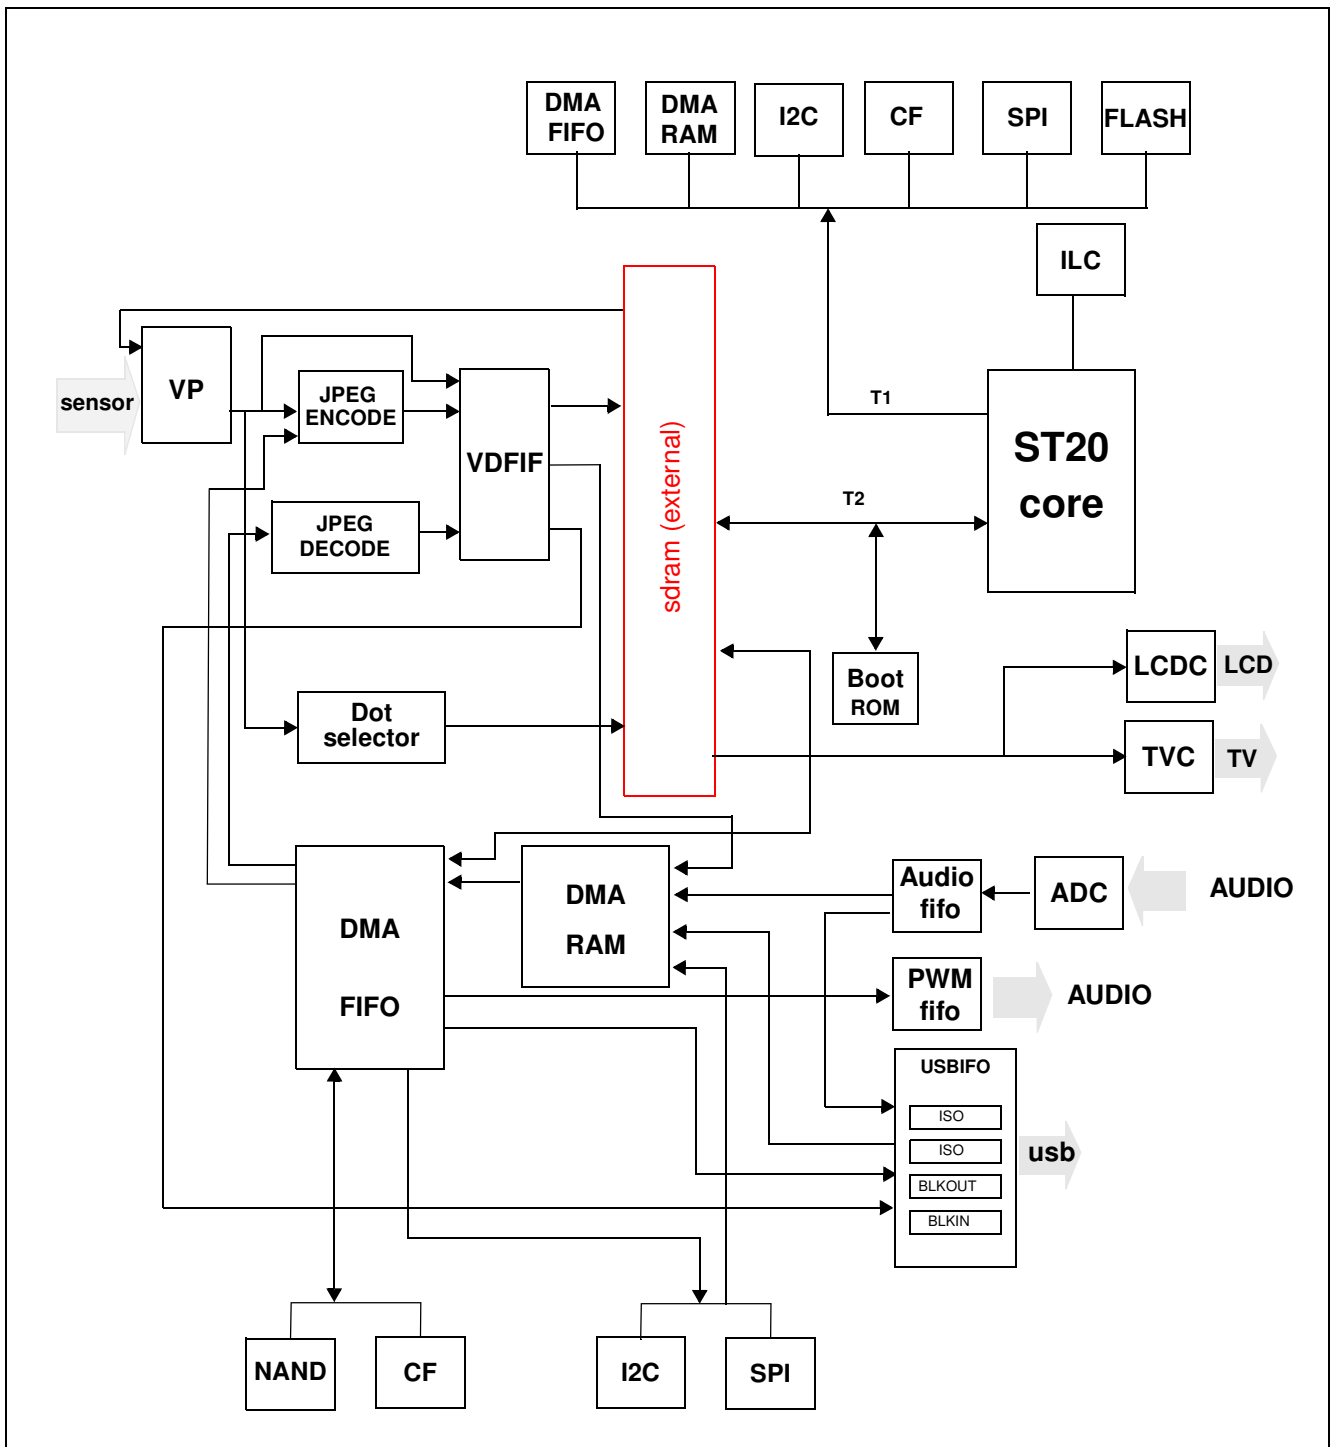 DMA
FIFO
DMA
RAM
I2C
CF
SPI
FLASH
ILC
sensor
VP
JPEG
ENCODE
VDFIF
JPEG
DECODE
sdram (external)
T1
T2
ST20
core
Boot
ROM
LCDC
LCD
TVC
TV
Dot
selector
DMA
FIFO
DMA
RAM
Audio
fifo
ADC
AUDIO
PWM
fifo
AUDIO
USBIFO
ISO
ISO
BLKOUT
BLKIN
usb
NAND
CF
I2C
SPI